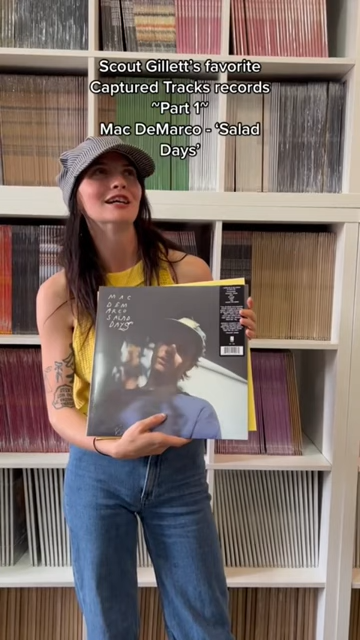 Scout Gillett's favorite
Captured Tracks records
~Part 1~
Mac DeMarco - 'Salad
Days'
MAC
DEM
ARCO
SALAD
DAYS